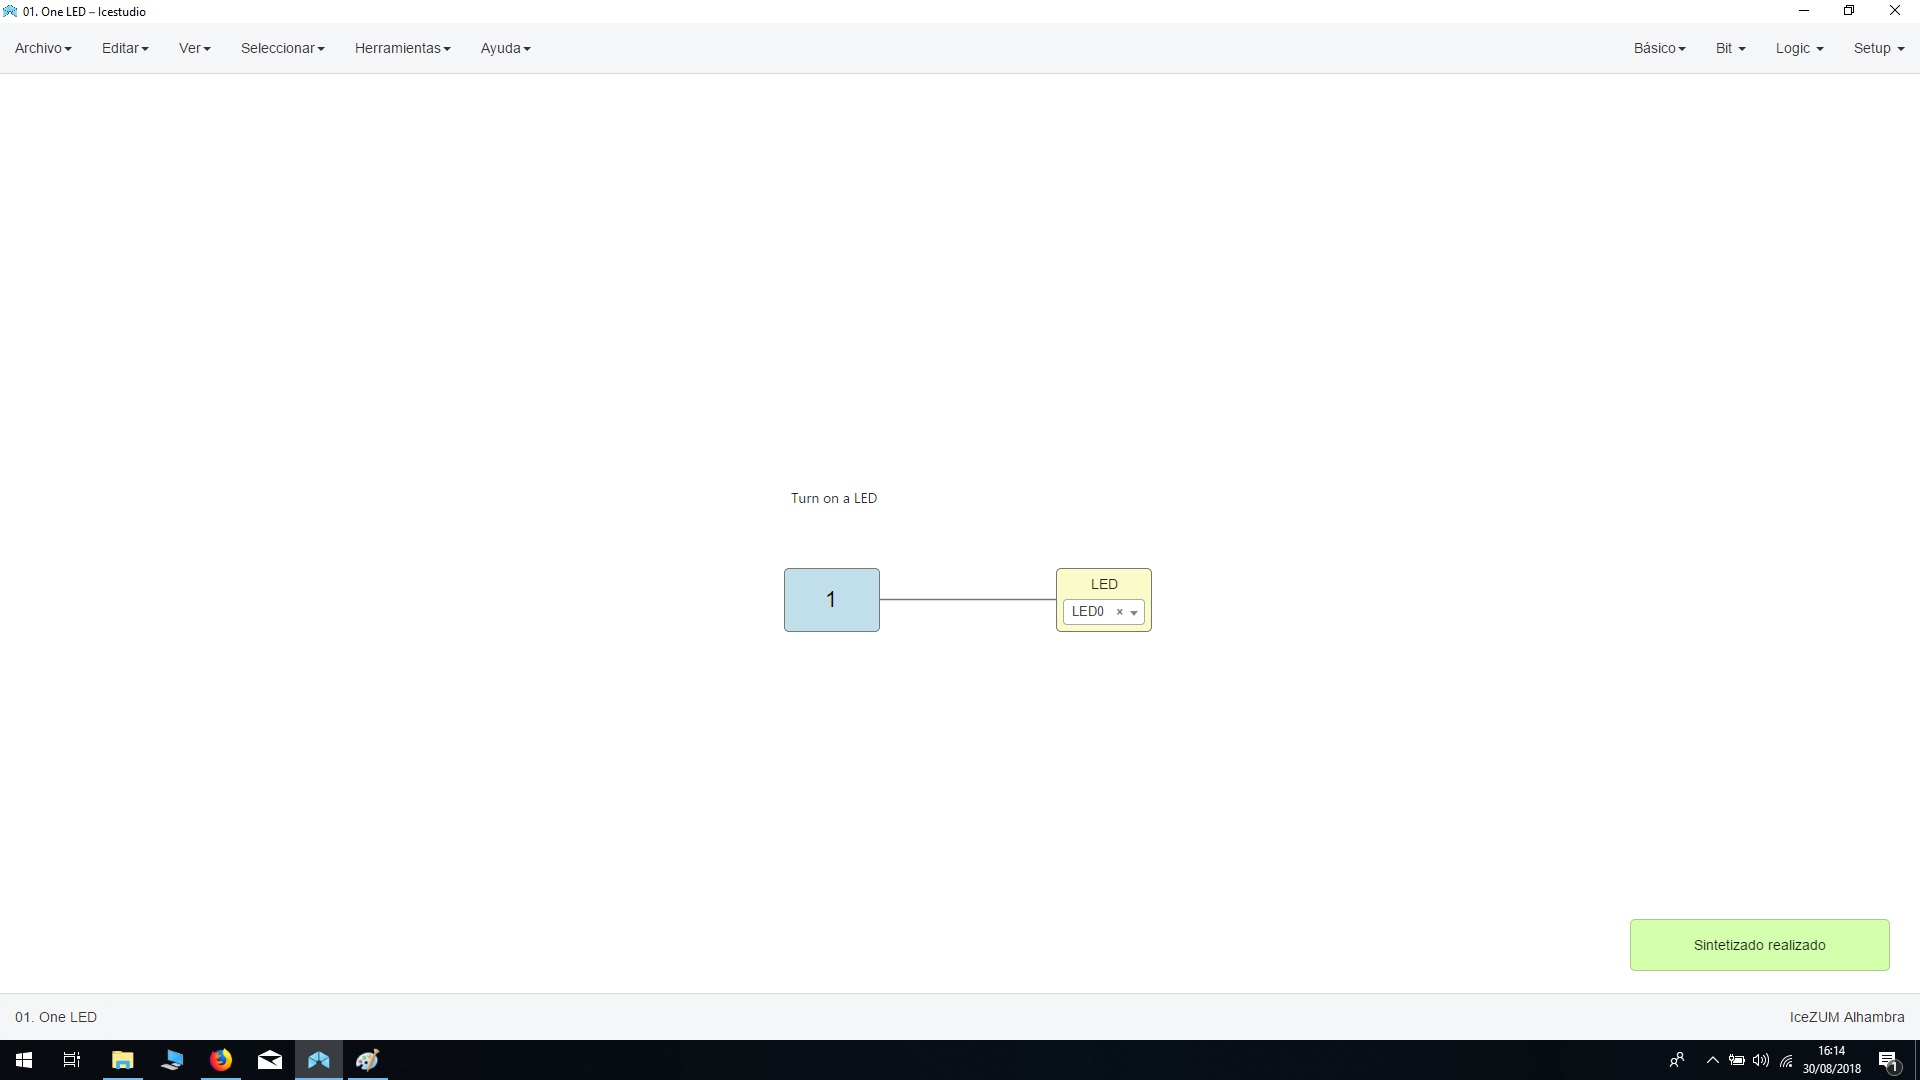 01. One LED – Icestudio
Archivo Editar Ver Seleccionar Herramientas Ayuda Básico Bit Logic Setup
Turn on a LED
1
LED
LED0 ×
Sintetizado realizado
01. One LED IceZUM Alhambra
16:14
30/08/2018
1